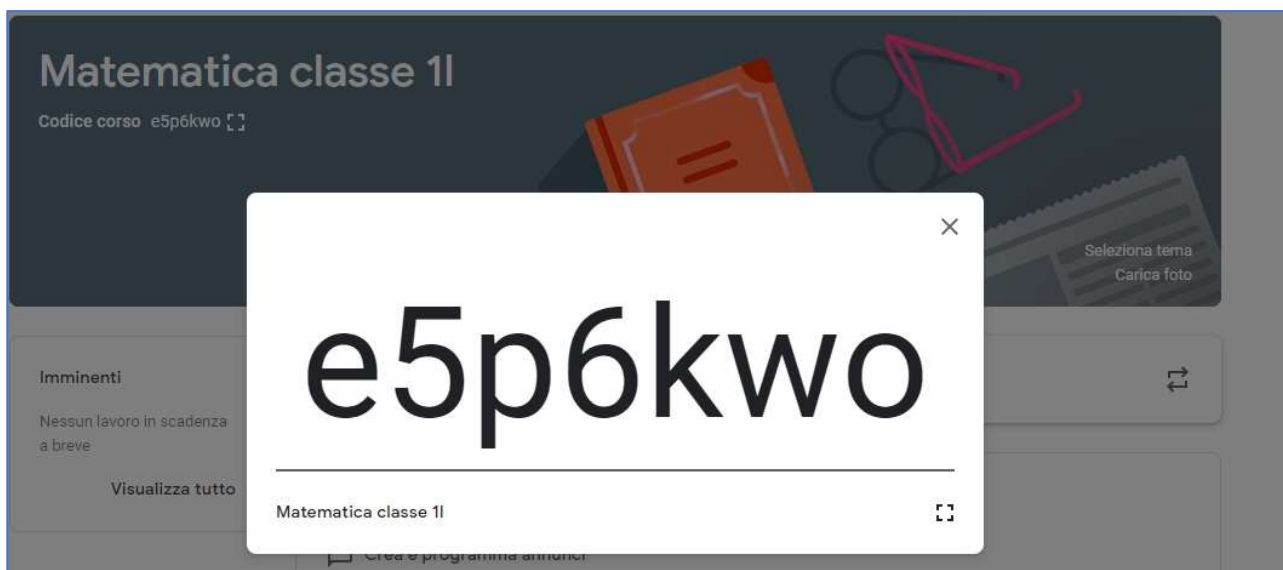 Matematica classe 1l
Codice corso e5p6kwo
Seleziona tema
Carica foto
e5p6kwo
Matematica classe 1l
Imminenti
Nessun lavoro in scadenza
a breve
Visualizza tutto
Crea e programma annunci